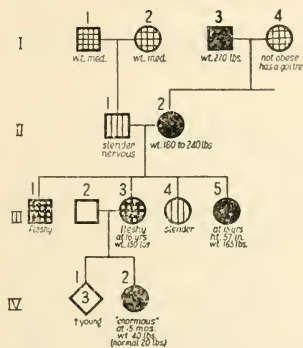 I
1 2 3 4
wt. med. wt. med. wt. 270 lbs. not obese
has a goitre
II
1 2
slender
nervous
wt. 180 to 240 lbs
III
1 2 3 4 5
fleshy fleshy slender at 13 yrs
at 16 yrs ht. 57 in.
wt. 150 lbs wt. 165 lbs.
IV
1 2
3
† young "enormous"
at 15 mos.
wt. 40 lbs.
(normal 20 lbs.)